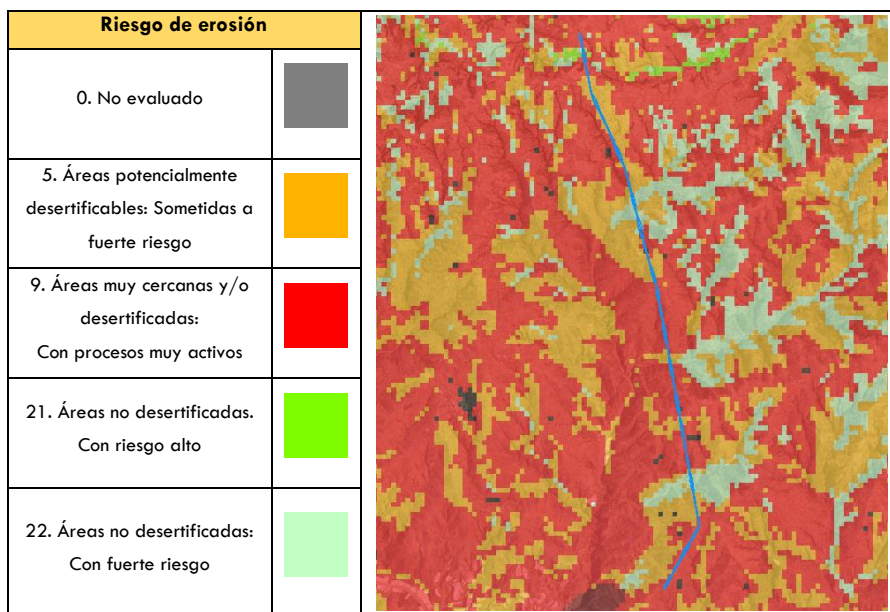 Riesgo de erosión
0. No evaluado
5. Áreas potencialmente
desertificables: Sometidas a
fuerte riesgo
9. Áreas muy cercanas y/o
desertificadas:
Con procesos muy activos
21. Áreas no desertificadas.
Con riesgo alto
22. Áreas no desertificadas:
Con fuerte riesgo